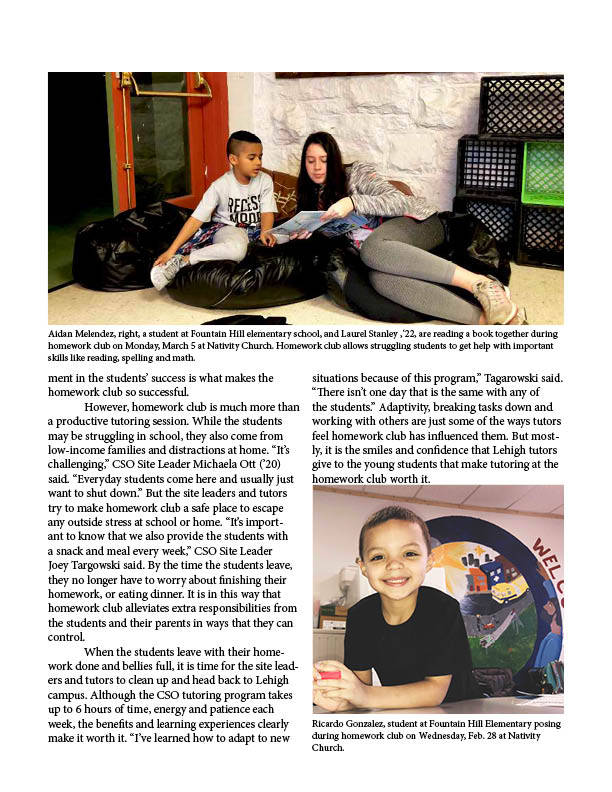 RECESS
Aidan Melendez, right, a student at Fountain Hill elementary school, and Laurel Stanley ,'22, are reading a book together during
homework club on Monday, March 5 at Nativity Church. Homework club allows struggling students to get help with important
skills like reading, spelling and math.
ment in the students' success is what makes the
homework club so successful.
However, homework club is much more than
a productive tutoring session. While the students
may be struggling in school, they also come from
low-income families and distractions at home. “It's
challenging,” CSO Site Leader Michaela Ott ('20)
said. “Everyday students come here and usually just
want to shut down.” But the site leaders and tutors
try to make homework club a safe place to escape
any outside stress at school or home. “It's import-
ant to know that we also provide the students with
a snack and meal every week,” CSO Site Leader
Joey Targowski said. By the time the students leave,
they no longer have to worry about finishing their
homework, or eating dinner. It is in this way that
homework club alleviates extra responsibilities from
the students and their parents in ways that they can
control.
When the students leave with their home-
work done and bellies full, it is time for the site lead-
ers and tutors to clean up and head back to Lehigh
campus. Although the CSO tutoring program takes
up to 6 hours of time, energy and patience each
week, the benefits and learning experiences clearly
make it worth it. “I've learned how to adapt to new
situations because of this program,” Tagarowski said.
“There isn't one day that is the same with any of
the students.” Adaptivity, breaking tasks down and
working with others are just some of the ways tutors
feel homework club has influenced them. But most-
ly, it is the smiles and confidence that Lehigh tutors
give to the young students that make tutoring at the
homework club worth it.
WELCO
Ricardo Gonzalez, student at Fountain Hill Elementary posing
during homework club on Wednesday, Feb. 28 at Nativity
Church.